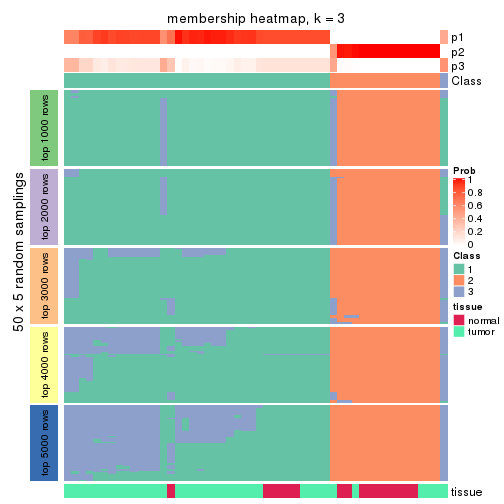 membership heatmap, k = 3
p1
p2
p3
Class
50 x 5 random samplings
top 1000 rows
top 2000 rows
top 3000 rows
top 4000 rows
top 5000 rows
Prob
1
0.8
0.6
0.4
0.2
0
Class
1
2
3
tissue
normal
tumor
tissue